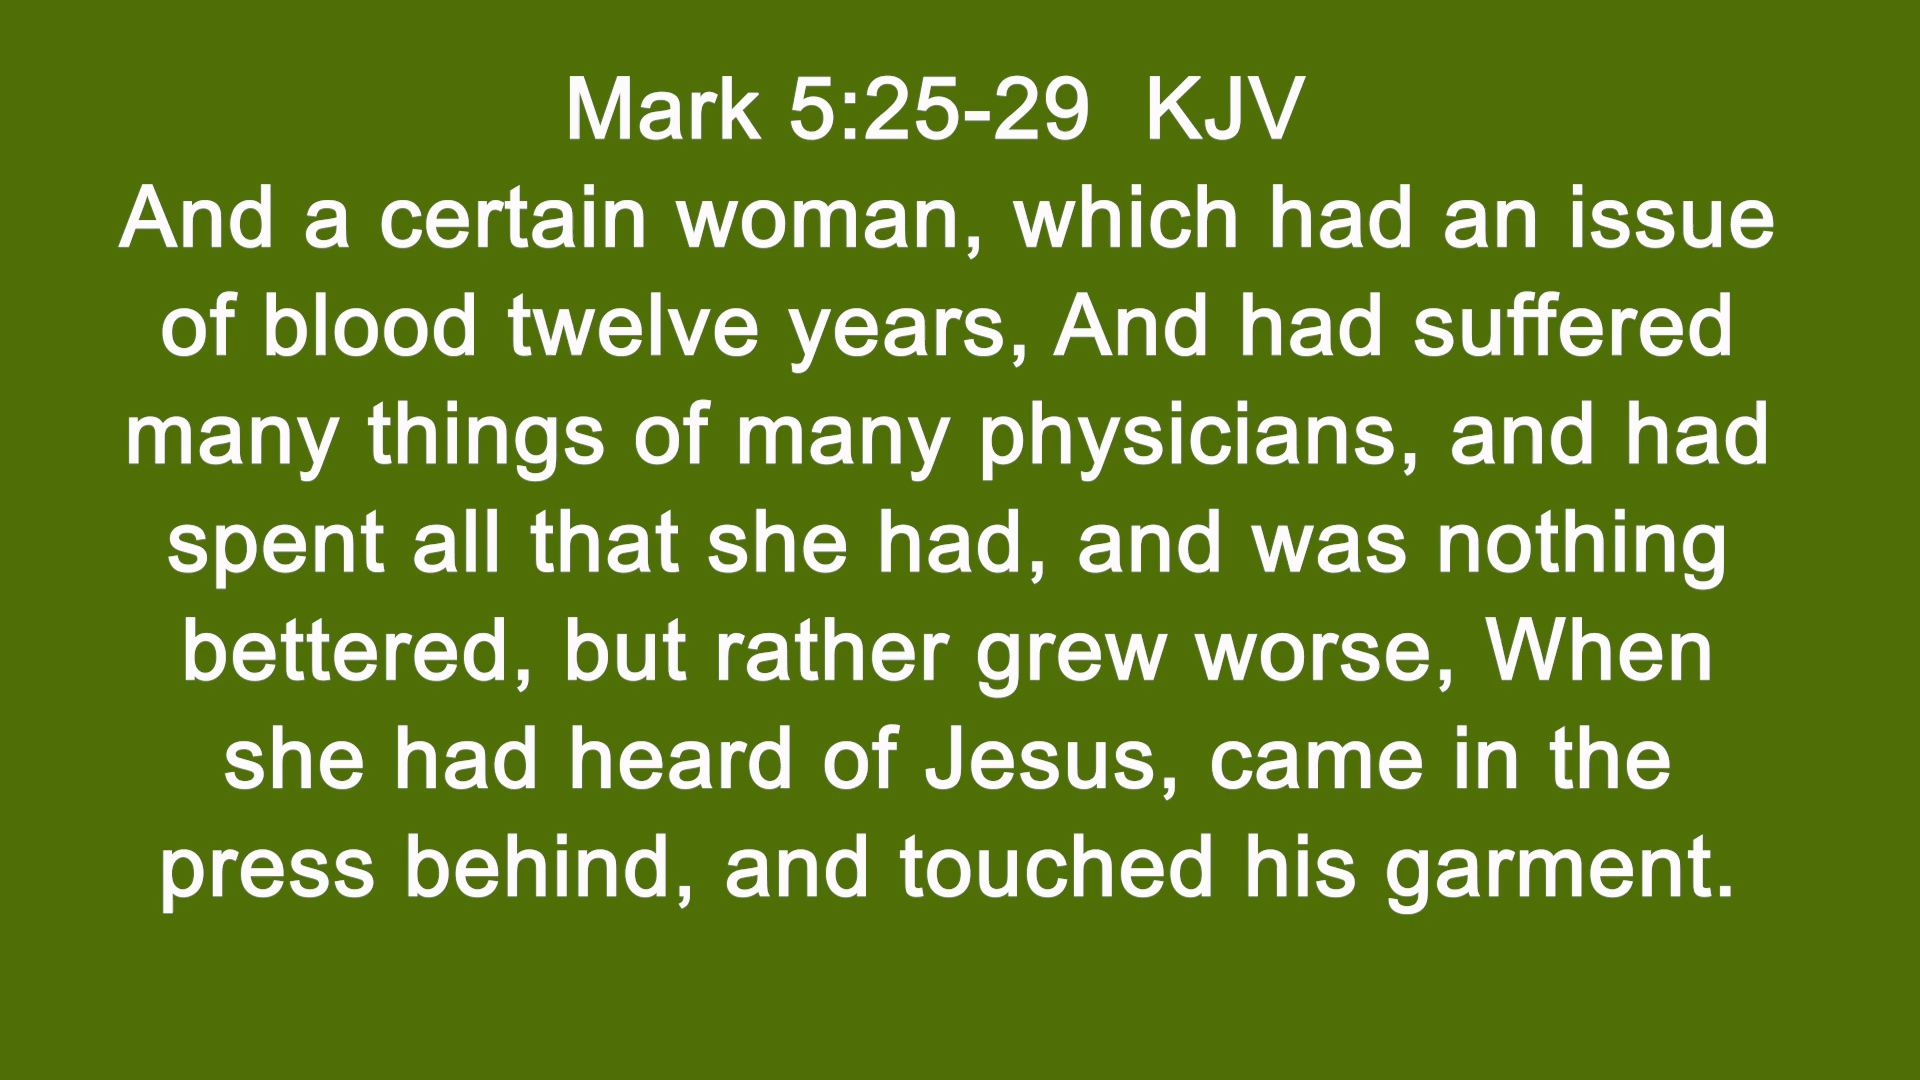 Mark 5:25-29  KJV
And a certain woman, which had an issue
of blood twelve years, And had suffered
many things of many physicians, and had
spent all that she had, and was nothing
bettered, but rather grew worse, When
she had heard of Jesus, came in the
press behind, and touched his garment.